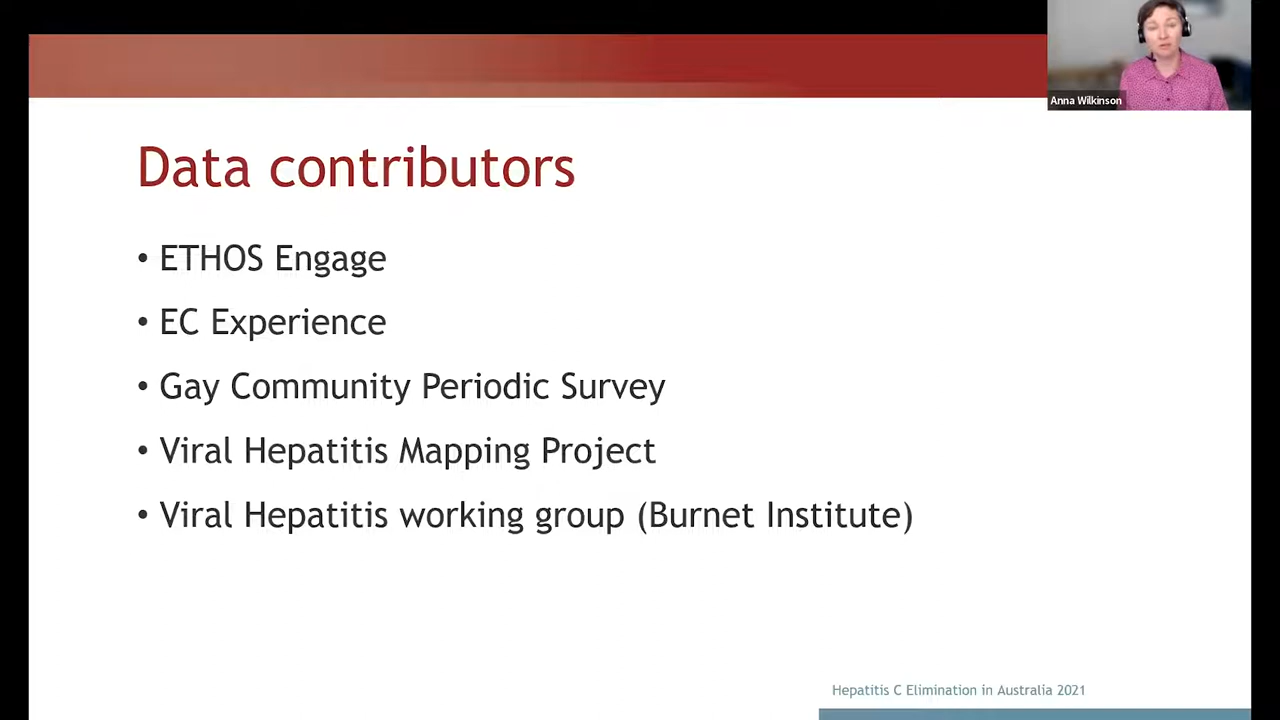 Anna Wilkinson
Data contributors
• ETHOS Engage
• EC Experience
• Gay Community Periodic Survey
• Viral Hepatitis Mapping Project
• Viral Hepatitis working group (Burnet Institute)
Hepatitis C Elimination in Australia 2021